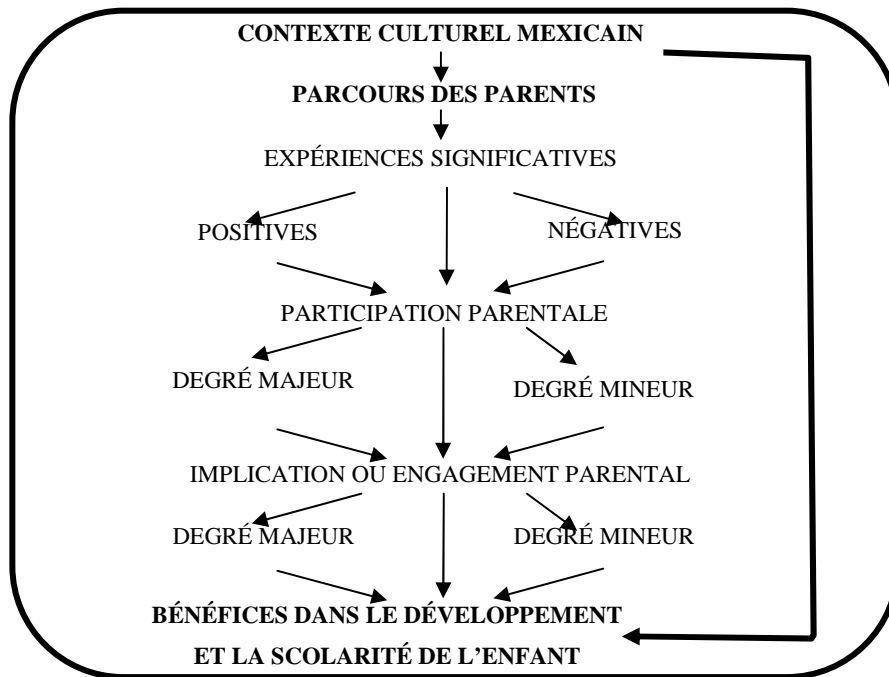 CONTEXTE CULTUREL MEXICAIN
PARCOURS DES PARENTS
EXPÉRIENCES SIGNIFICATIVES
POSITIVES
NÉGATIVES
PARTICIPATION PARENTALE
DEGRÉ MAJEUR
DEGRÉ MINEUR
IMPLICATION OU ENGAGEMENT PARENTAL
DEGRÉ MAJEUR
DEGRÉ MINEUR
BÉNÉFICES DANS LE DÉVELOPPEMENT
ET LA SCOLARITÉ DE L'ENFANT